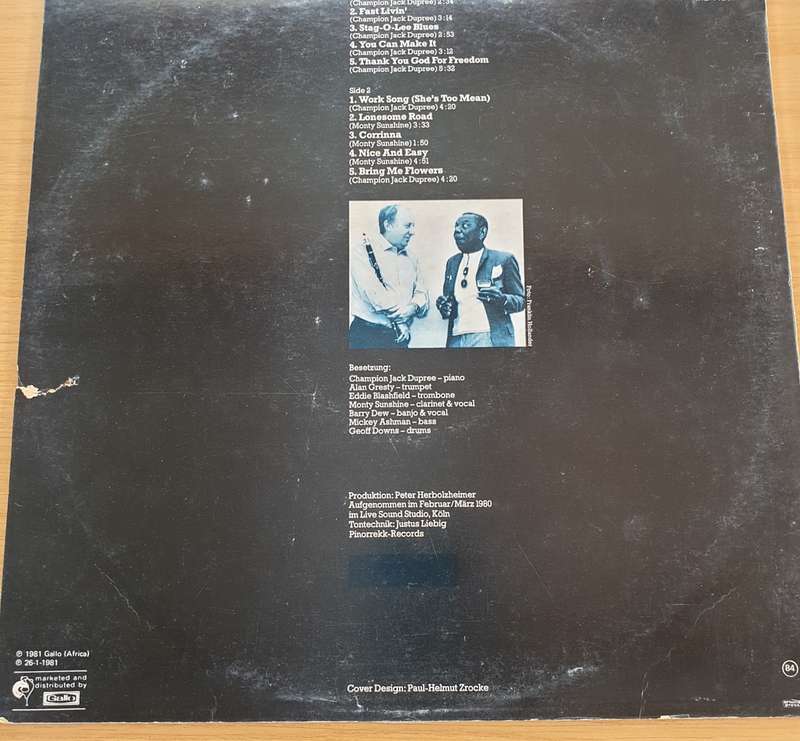 (Champion Jack Dupree) 2:34
2. Fast Livin'
(Champion Jack Dupree) 3:14
3. Stag-O-Lee Blues
(Champion Jack Dupree) 2:53
4. You Can Make It
(Champion Jack Dupree) 3:12
5. Thank You God For Freedom
(Champion Jack Dupree) 5:32
Side 2
1. Work Song (She's Too Mean)
(Champion Jack Dupree) 4:20
2. Lonesome Road
(Monty Sunshine) 3:33
3. Corrinna
(Monty Sunshine) 1:50
4. Nice And Easy
(Monty Sunshine) 4:51
5. Bring Me Flowers
(Champion Jack Dupree) 4:20
Foto: Franklin Hollander
Besetzung:
Champion Jack Dupree – piano
Alan Gresty – trumpet
Eddie Blashfield – trombone
Monty Sunshine – clarinet & vocal
Barry Dew – banjo & vocal
Mickey Ashman – bass
Geoff Downs – drums
Produktion: Peter Herbolzheimer
Aufgenommen im Februar/März 1980
im Live Sound Studio, Köln
Tontechnik: Justus Liebig
Pinorrekk-Records
℗ 1981 Gallo (Africa)
℗ 26-1-1981
marketed and
distributed by
Gallo
Cover Design: Paul-Helmut Zrocke
84